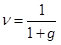 ν = 1/(1+g)